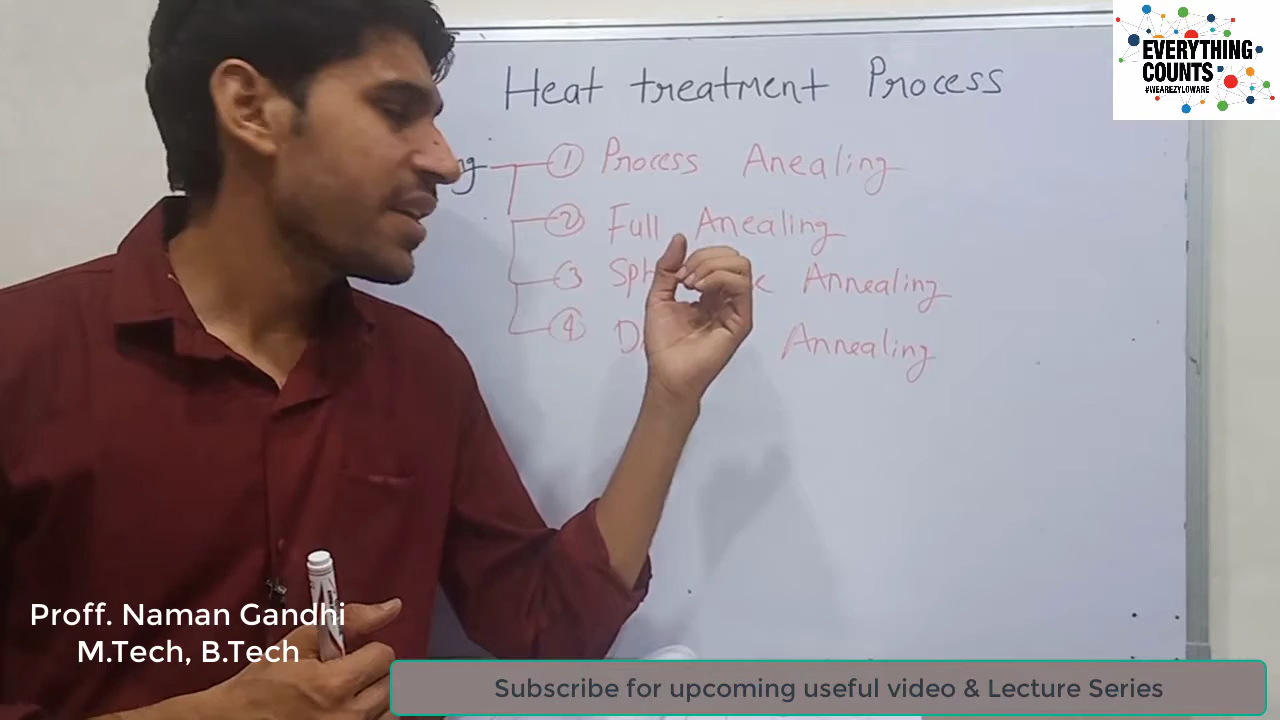 EVERYTHING
COUNTS
#WEAREZYLOWARE
Heat treatment Process
① Process Anealing
② Full Anealing
③ Annealing
④ Annealing
Proff. Naman Gandhi
M.Tech, B.Tech
Subscribe for upcoming useful video & Lecture Series